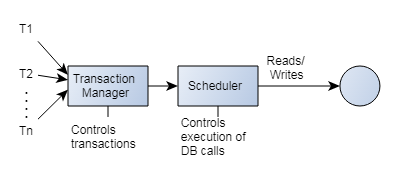 T1
T2
Tn
Transaction
Manager
Controls
transactions
Scheduler
Controls
execution of
DB calls
Reads/
Writes